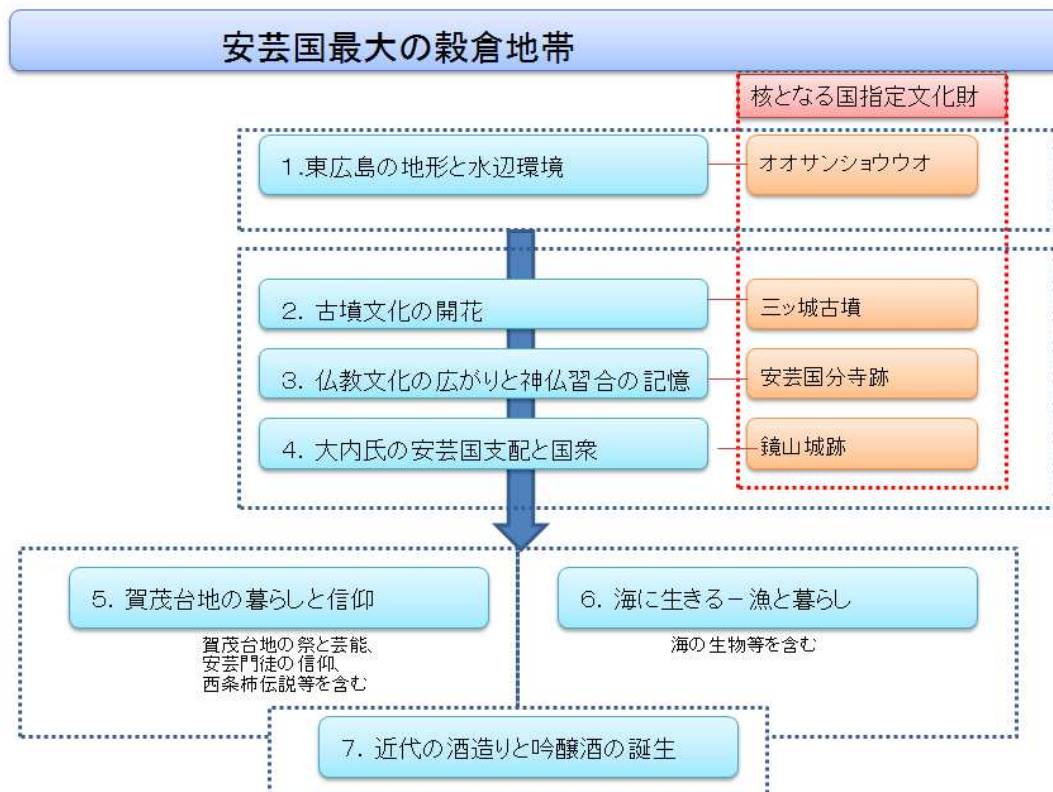 安芸国最大の穀倉地帯
核となる国指定文化財
1.東広島の地形と水辺環境
オオサンショウウオ
2. 古墳文化の開花
三ッ城古墳
3. 仏教文化の広がりと神仏習合の記憶
安芸国分寺跡
4. 大内氏の安芸国支配と国衆
鏡山城跡
5. 賀茂台地の暮らしと信仰
賀茂台地の祭と芸能、
安芸門徒の信仰、
西条柿伝説等を含む
6. 海に生きる－漁と暮らし
海の生物等を含む
7. 近代の酒造りと吟醸酒の誕生